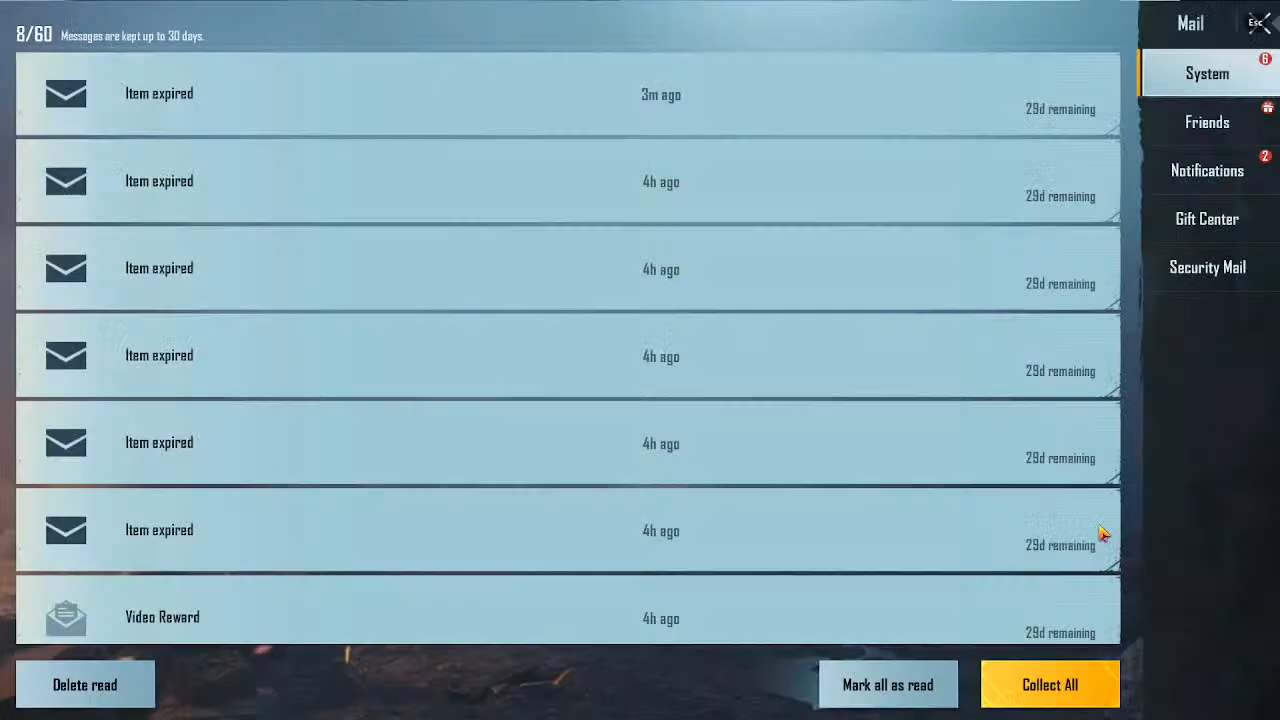 8/60 Messages are kept up to 30 days.
Mail
Esc
Item expired
3m ago
29d remaining
Item expired
4h ago
29d remaining
Item expired
4h ago
29d remaining
Item expired
4h ago
29d remaining
Item expired
4h ago
29d remaining
Item expired
4h ago
29d remaining
Video Reward
4h ago
29d remaining
System
6
Friends
Notifications
2
Gift Center
Security Mail
Delete read
Mark all as read
Collect All